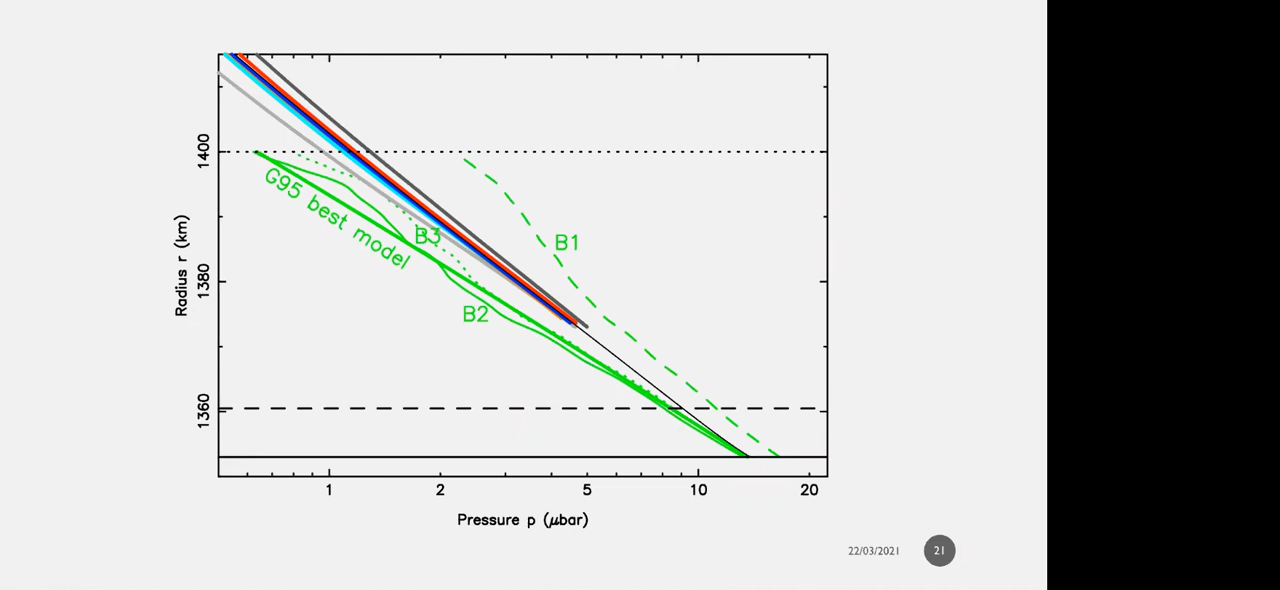 1400
G95 best model
B3
B1
1380
B2
1360
Radius r (km)
1
2
5
10
20
Pressure p (μbar)
22/03/2021
21